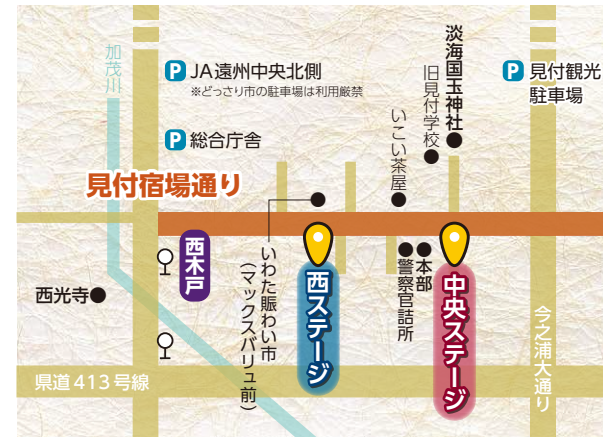 加茂川
P JA遠州中央北側
※どっさり市の駐車場は利用厳禁
P 総合庁舎
見付宿場通り
淡海国玉神社
旧見付学校
いこい茶屋
P 見付観光
駐車場
西木戸
西光寺
いわた賑わい市
（マックスバリュ前）
西ステージ
本部
警察官詰所
中央ステージ
今之浦大通り
県道413号線